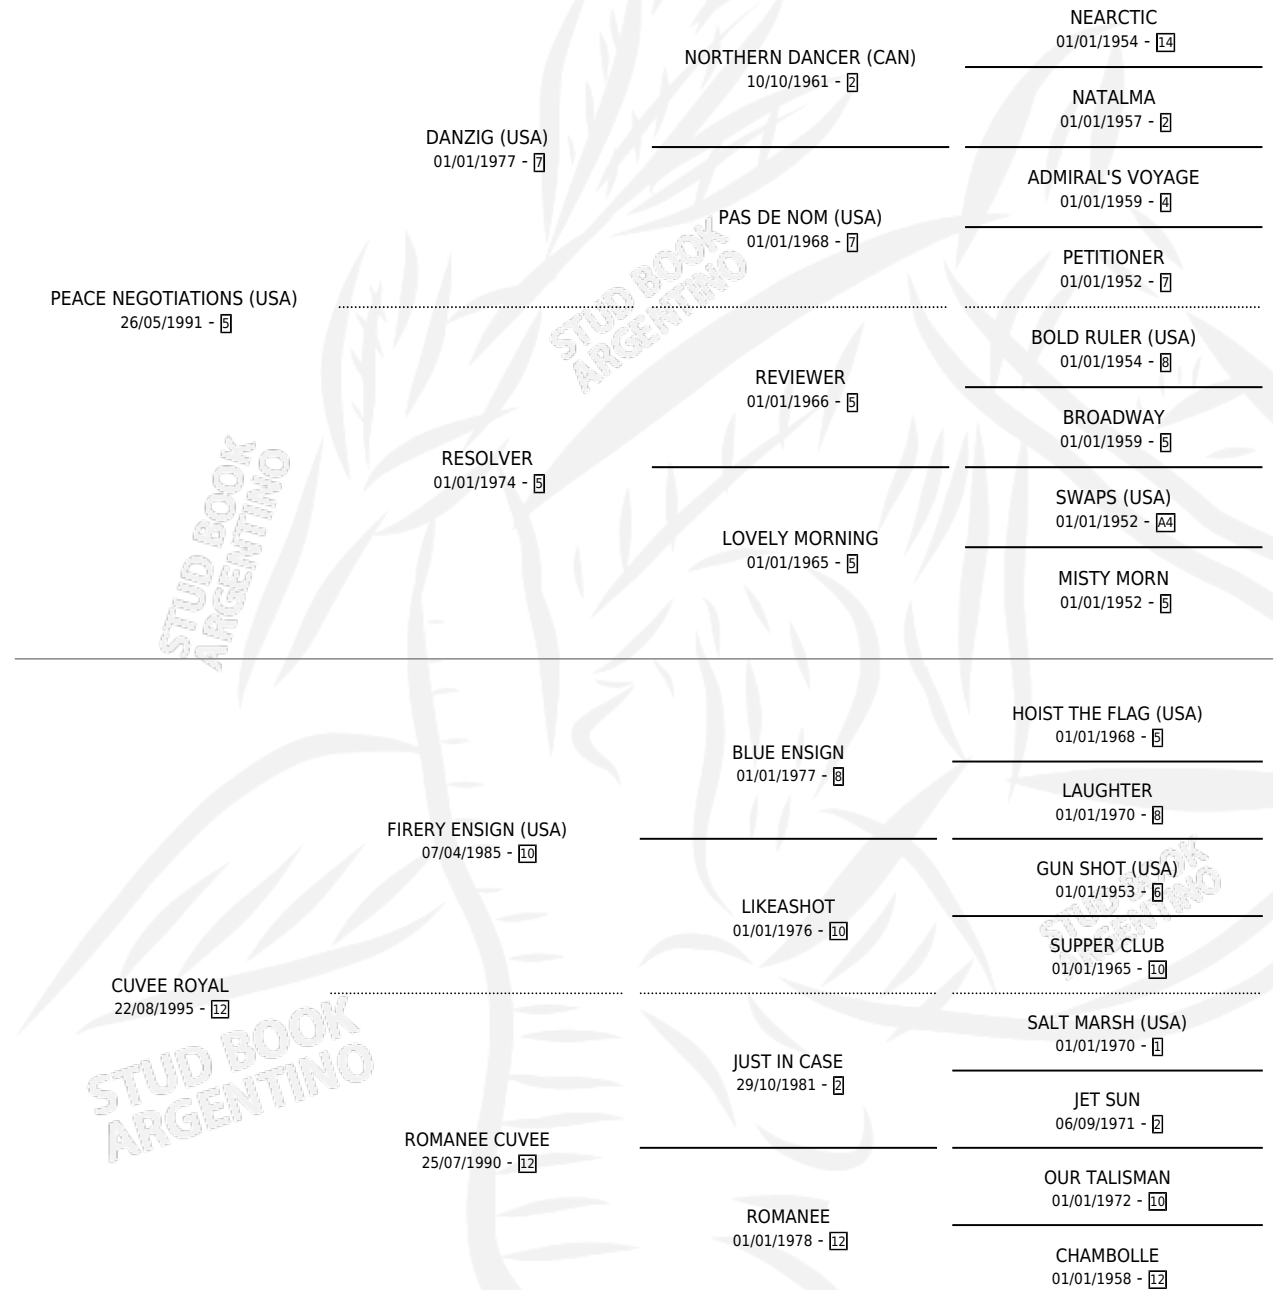 NEARCTIC
01/01/1954 - 14
NORTHERN DANCER (CAN)
10/10/1961 - 2
NATALMA
01/01/1957 - 2
DANZIG (USA)
01/01/1977 - 7
ADMIRAL'S VOYAGE
01/01/1959 - 4
PAS DE NOM (USA)
01/01/1968 - 7
PETITIONER
01/01/1952 - 7
PEACE NEGOTIATIONS (USA)
26/05/1991 - 5
STUD BOOK
ARGENTINO
BOLD RULER (USA)
01/01/1954 - 8
REVIEWER
01/01/1966 - 5
BROADWAY
01/01/1959 - 5
RESOLVER
01/01/1974 - 5
SWAPS (USA)
01/01/1952 - A4
LOVELY MORNING
01/01/1965 - 5
MISTY MORN
01/01/1952 - 5
STUD BOOK
ARGENTINO
HOIST THE FLAG (USA)
01/01/1968 - 5
BLUE ENSIGN
01/01/1977 - 8
LAUGHTER
01/01/1970 - 8
FIRERY ENSIGN (USA)
07/04/1985 - 10
GUN SHOT (USA)
01/01/1953 - 6
LIKEASHOT
01/01/1976 - 10
SUPPER CLUB
01/01/1965 - 10
STUD BOOK
ARGENTINO
CUVEE ROYAL
22/08/1995 - 12
SALT MARSH (USA)
01/01/1970 - 1
JUST IN CASE
29/10/1981 - 2
JET SUN
06/09/1971 - 2
STUD BOOK
ARGENTINO
ROMANEE CUVEE
25/07/1990 - 12
OUR TALISMAN
01/01/1972 - 10
ROMANEE
01/01/1978 - 12
CHAMBOLLE
01/01/1958 - 12